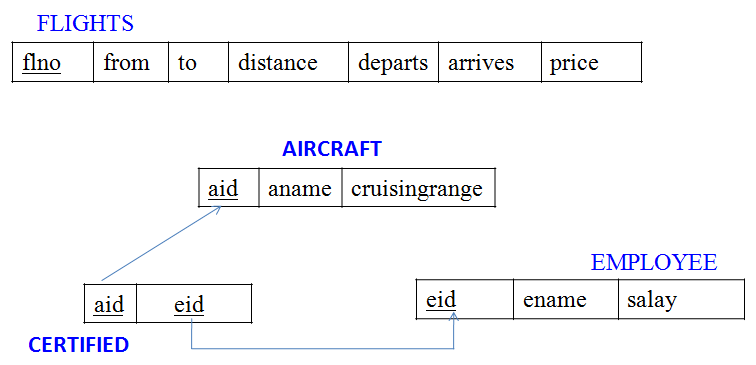 FLIGHTS
flno from to distance departs arrives price
AIRCRAFT
aid aname cruisingrange
EMPLOYEE
eid ename salay
aid eid
CERTIFIED